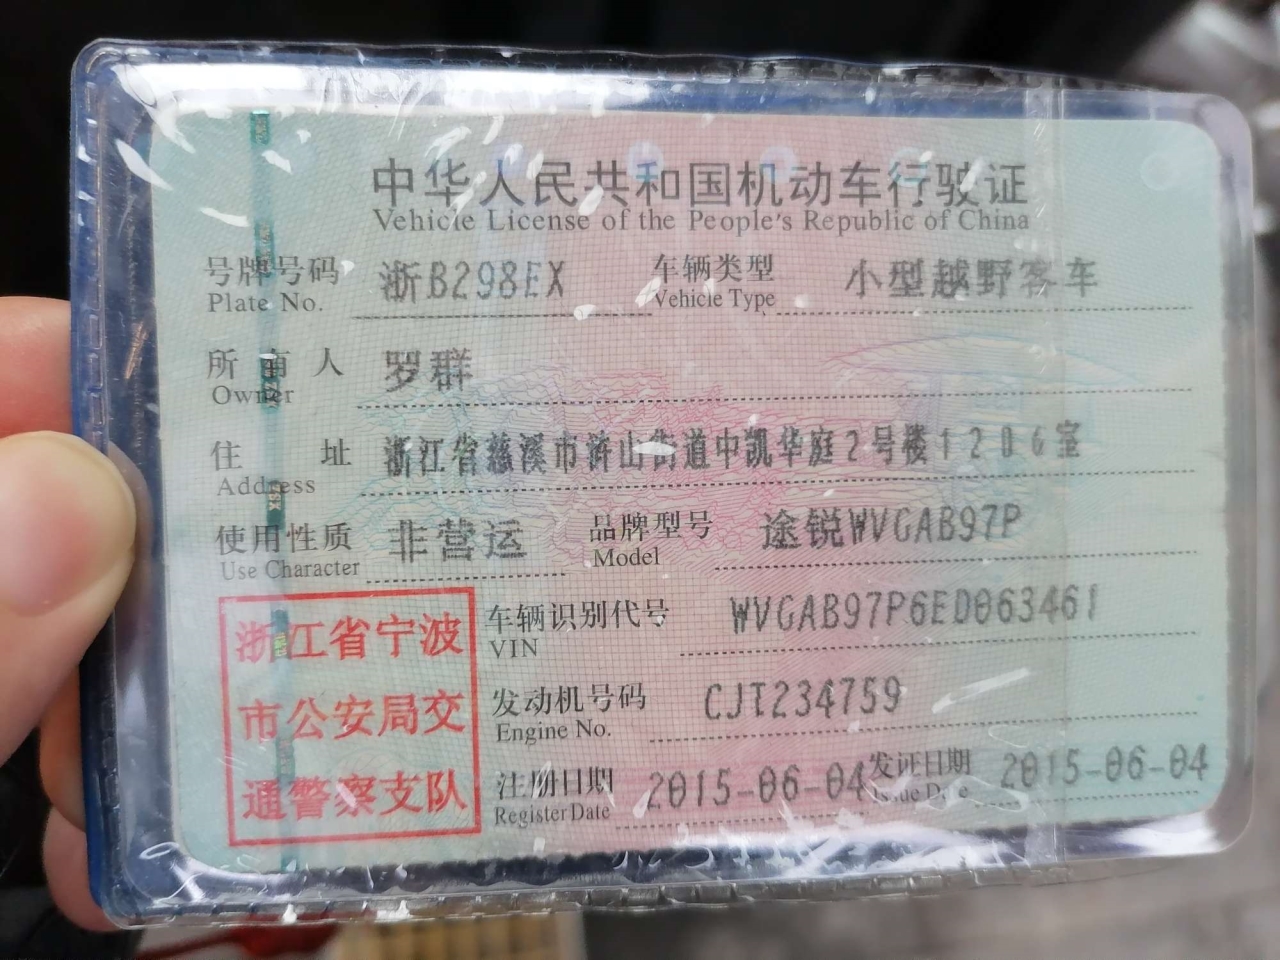 中华人民共和国机动车行驶证
Vehicle License of the People's Republic of China
号牌号码 浙B298EX 车辆类型 小型越野客车
Plate No. Vehicle Type
所有人 罗群
Owner
住址 浙江省慈溪市浒山街道中凯华庭2号楼1206室
Address
使用性质 非营运 品牌型号 途锐WVGAB97P
Use Character Model
浙江省宁波
市公安局交
通警察支队
车辆识别代号 WVGAB97P6ED063461
VIN
发动机号码 CJT234759
Engine No.
注册日期 2015-06-04 发证日期 2015-06-04
Register Date Issue Date